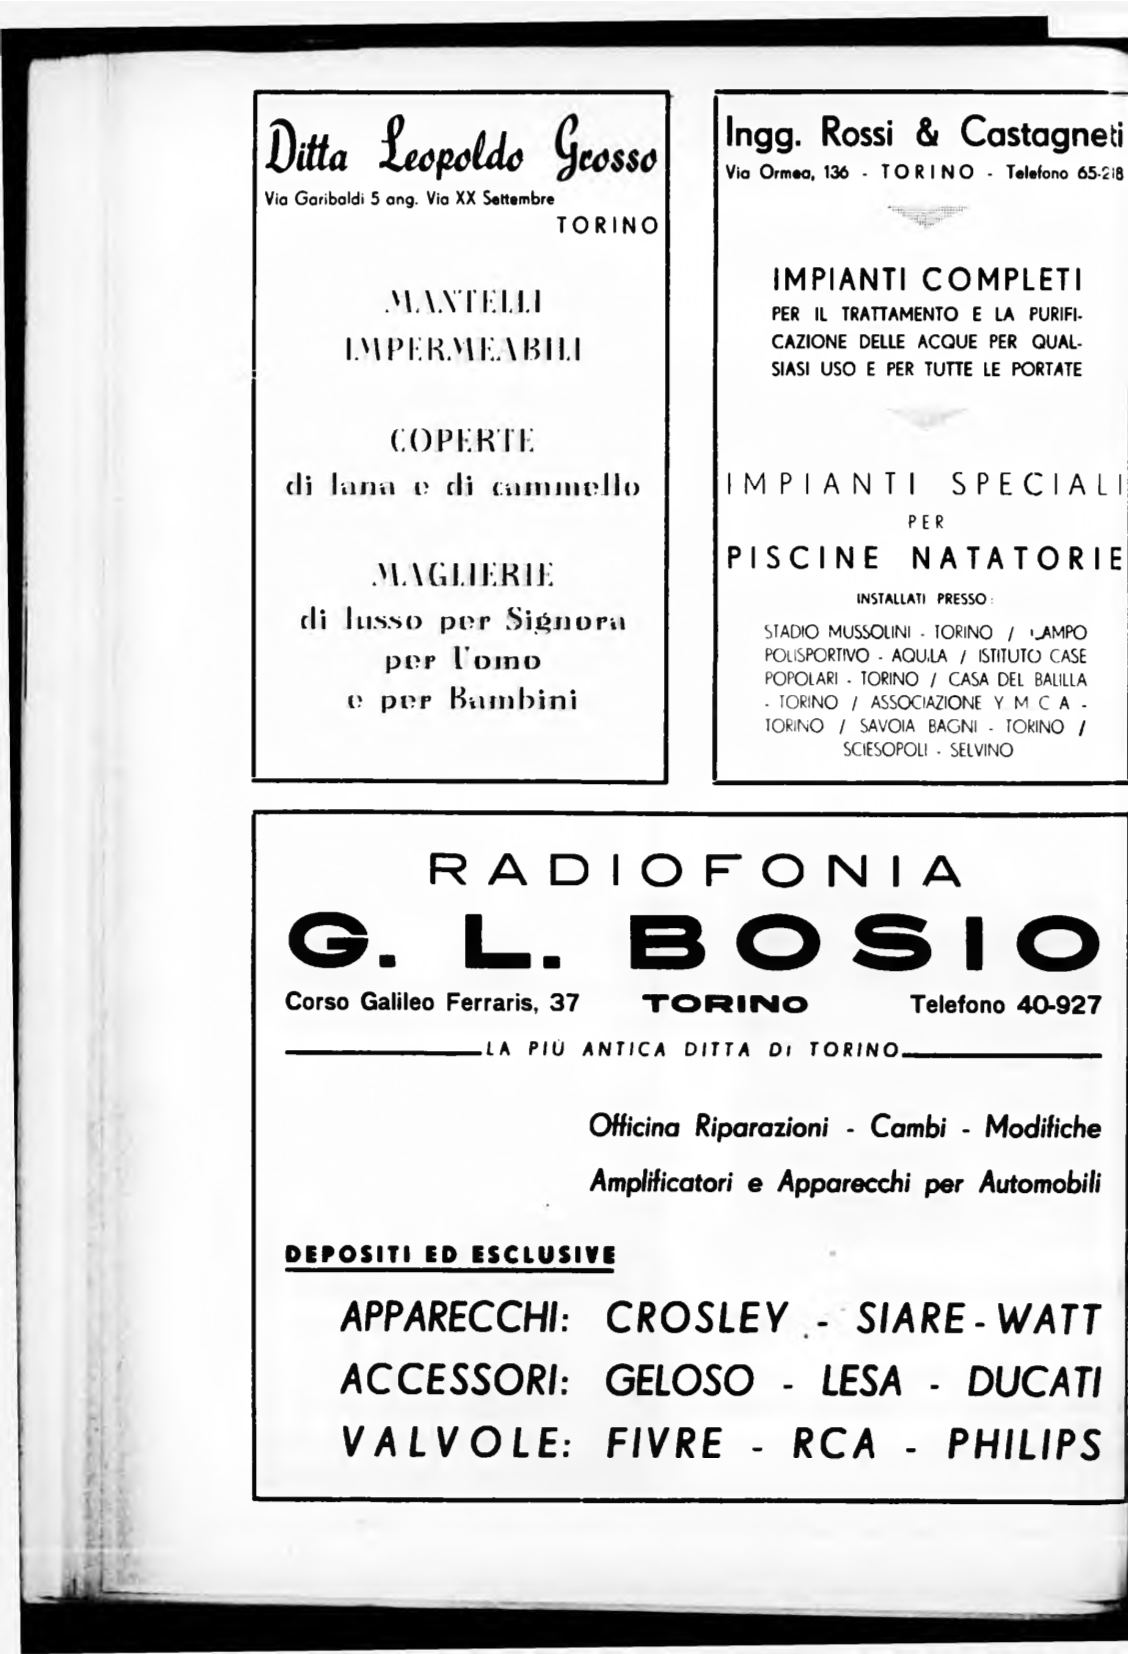 Ditta Leopoldo Grosso
Via Garibaldi 5 ang. Via XX Settembre
TORINO
MANTELLI
IMPERMEABILI
COPERTE
di lana e di cammello
MAGLIERIE
di lusso per Signora
per Uomo
e per Bambini
Ingg. Rossi & Castagneti
Via Ormea, 136 - TORINO - Telefono 65-218
IMPIANTI COMPLETI
PER IL TRATTAMENTO E LA PURIFI-
CAZIONE DELLE ACQUE PER QUAL-
SIASI USO E PER TUTTE LE PORTATE
IMPIANTI SPECIALI
PER
PISCINE NATATORIE
INSTALLATI PRESSO:
STADIO MUSSOLINI - TORINO / CAMPO
POLISPORTIVO - AQUILA / ISTITUTO CASE
POPOLARI - TORINO / CASA DEL BALILLA
- TORINO / ASSOCIAZIONE Y M C A -
TORINO / SAVOIA BAGNI - TORINO /
SCIESOPOLI - SELVINO
RADIOFONIA
G. L. BOSIO
Corso Galileo Ferraris, 37 TORINO Telefono 40-927
LA PIÙ ANTICA DITTA DI TORINO
Officina Riparazioni - Cambi - Modifiche
Amplificatori e Apparecchi per Automobili
DEPOSITI ED ESCLUSIVE
APPARECCHI: CROSLEY - SIARE - WATT
ACCESSORI: GELOSO - LESA - DUCATI
VALVOLE: FIVRE - RCA - PHILIPS